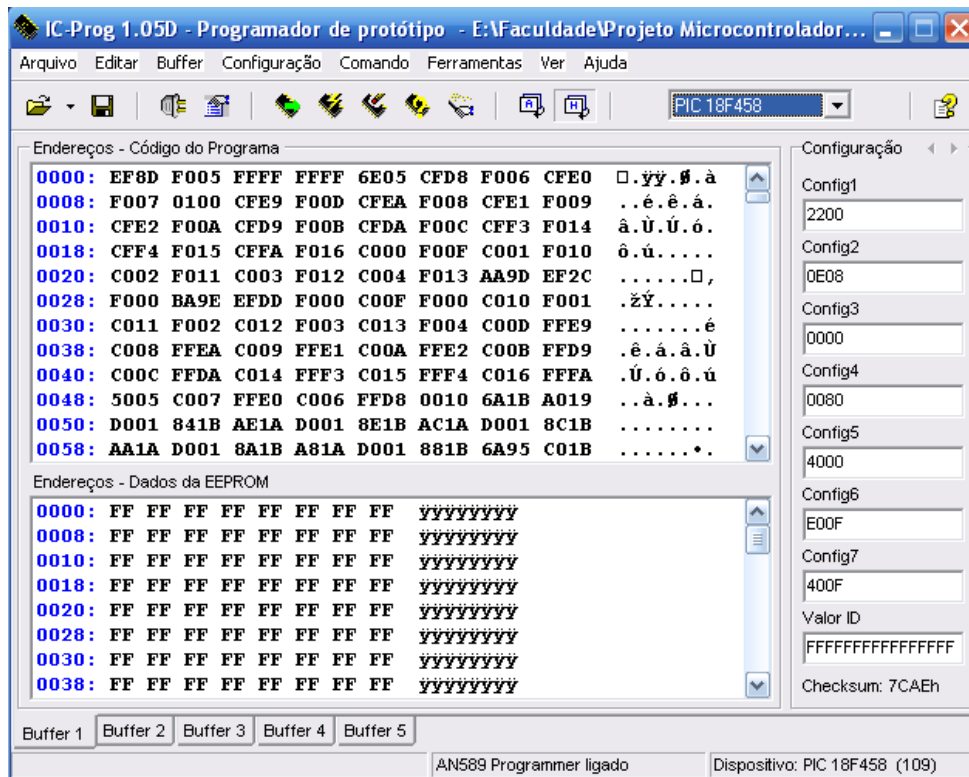 IC-Prog 1.05D - Programador de protótipo - E:\Faculdade\Projeto Microcontrolador...
Arquivo Editar Buffer Configuração Comando Ferramentas Ver Ajuda
PIC 18F458
Endereços - Código do Programa
0000: EF8D F005 FFFF FFFF 6E05 CFD8 F006 CFE0 .ÿÿ.Ø.à
0008: F007 0100 CFE9 F00D CFEA F008 CFE1 F009 ..é.ê.á.
0010: CFE2 F00A CFD9 F00B CFDA F00C CFF3 F014 â.Ù.Ú.ó.
0018: CFF4 F015 CFFA F016 C000 F00F C001 F010 ô.ú.....
0020: C002 F011 C003 F012 C004 F013 AA9D EF2C ......,
0028: F000 BA9E EFDD F000 C00F F000 C010 F001 .žÝ.....
0030: C011 F002 C012 F003 C013 F004 C00D FFE9 .......é
0038: C008 FFEA C009 FFE1 C00A FFE2 C00B FFD9 .ê.á.â.Ù
0040: C00C FFDA C014 FFF3 C015 FFF4 C016 FFFA .Ú.ó.ô.ú
0048: 5005 C007 FFE0 C006 FFD8 0010 6A1B A019 ..à.Ø...
0050: D001 841B AE1A D001 8E1B AC1A D001 8C1B ........
0058: AA1A D001 8A1B A81A D001 881B 6A95 C01B ......•.
Endereços - Dados da EEPROM
0000: FF FF FF FF FF FF FF FF ÿÿÿÿÿÿÿÿ
0008: FF FF FF FF FF FF FF FF ÿÿÿÿÿÿÿÿ
0010: FF FF FF FF FF FF FF FF ÿÿÿÿÿÿÿÿ
0018: FF FF FF FF FF FF FF FF ÿÿÿÿÿÿÿÿ
0020: FF FF FF FF FF FF FF FF ÿÿÿÿÿÿÿÿ
0028: FF FF FF FF FF FF FF FF ÿÿÿÿÿÿÿÿ
0030: FF FF FF FF FF FF FF FF ÿÿÿÿÿÿÿÿ
0038: FF FF FF FF FF FF FF FF ÿÿÿÿÿÿÿÿ
Configuração
Config1
2200
Config2
0E08
Config3
0000
Config4
0080
Config5
4000
Config6
E00F
Config7
400F
Valor ID
FFFFFFFFFFFFFFFF
Checksum: 7CAEh
Buffer 1 Buffer 2 Buffer 3 Buffer 4 Buffer 5
AN589 Programmer ligado
Dispositivo: PIC 18F458 (109)